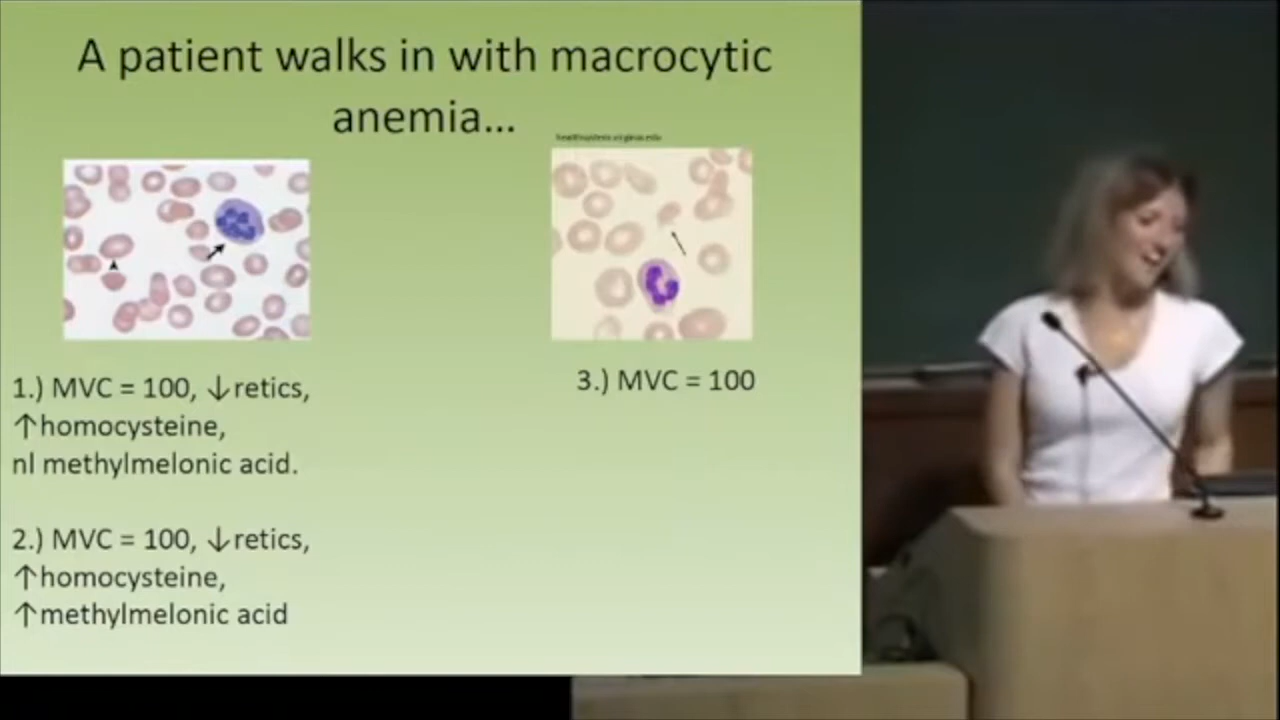 A patient walks in with macrocytic
anemia...
1.) MVC = 100, ↓retics,
↑homocysteine,
nl methylmelonic acid.
2.) MVC = 100, ↓retics,
↑homocysteine,
↑methylmelonic acid
3.) MVC = 100